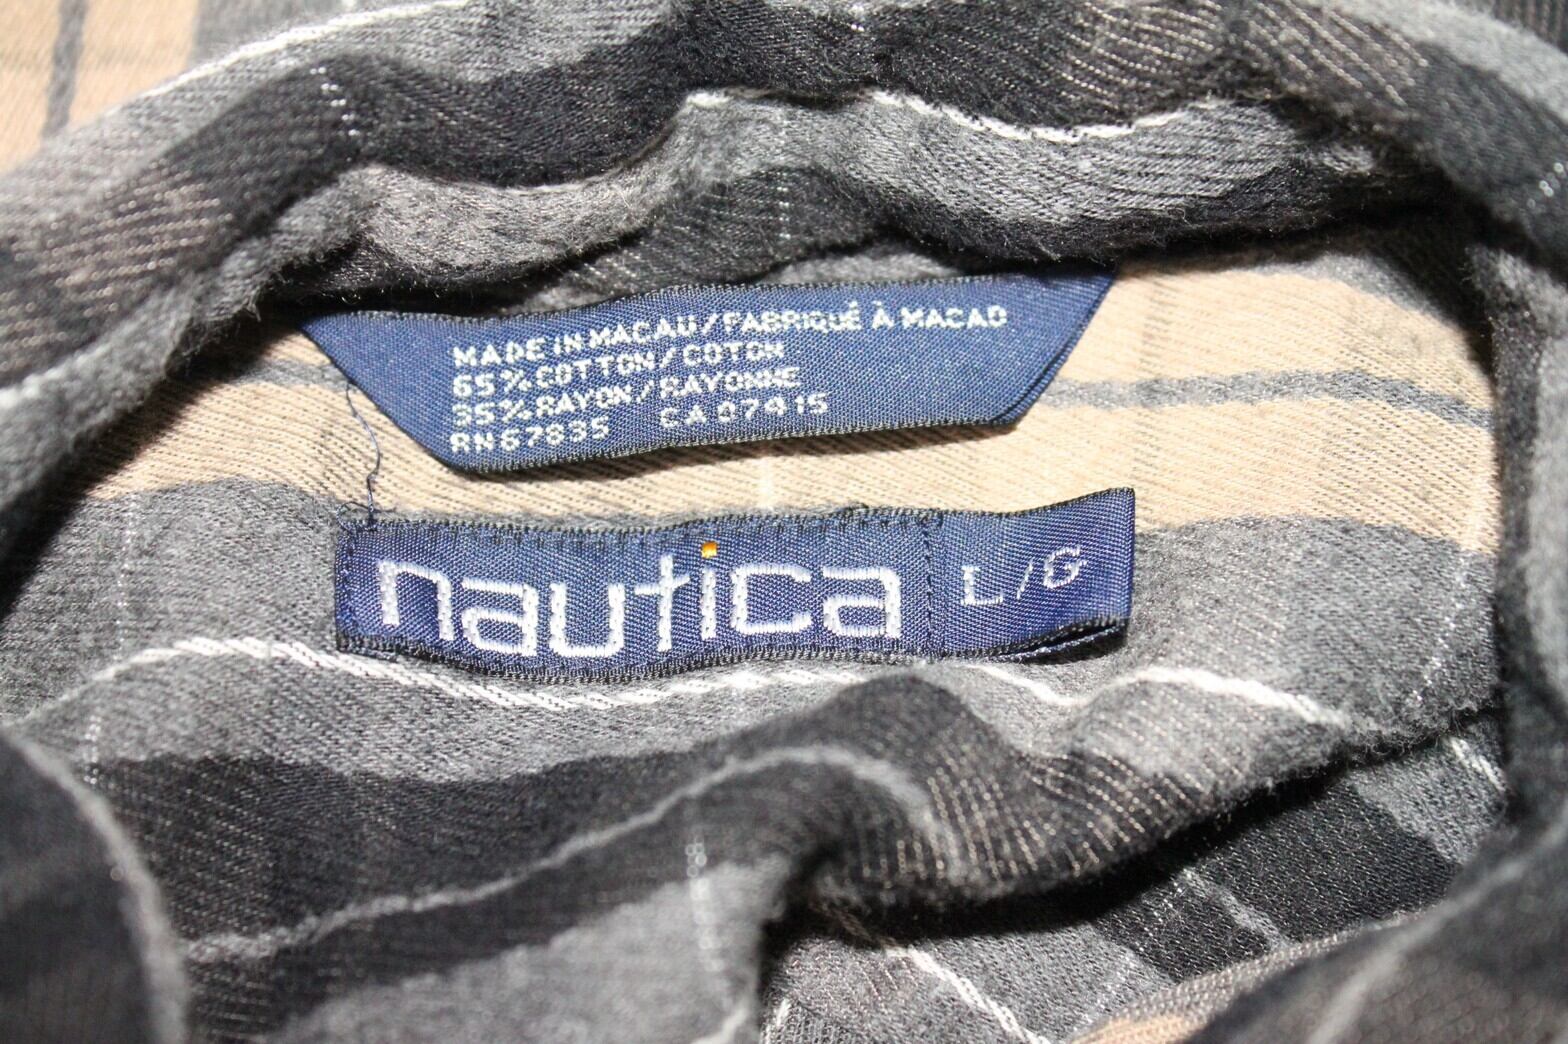 MADE IN MACAU/FABRIQUÉ À MACAO
65% COTTON/COTON
35% RAYON/RAYONNE
RN67835 CA 07415
nautica L/G